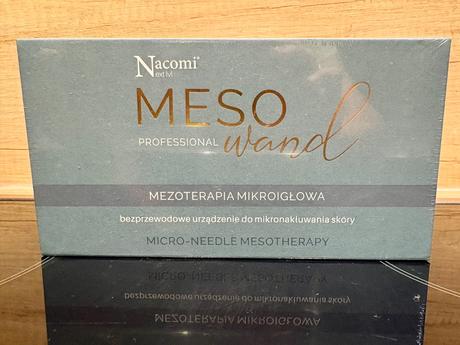 Nacomi®
Next lvl
MESO
PROFESSIONAL wand
MEZOTERAPIA MIKROIGŁOWA
bezprzewodowe urządzenie do mikronakłuwania skóry
MICRO-NEEDLE MESOTHERAPY